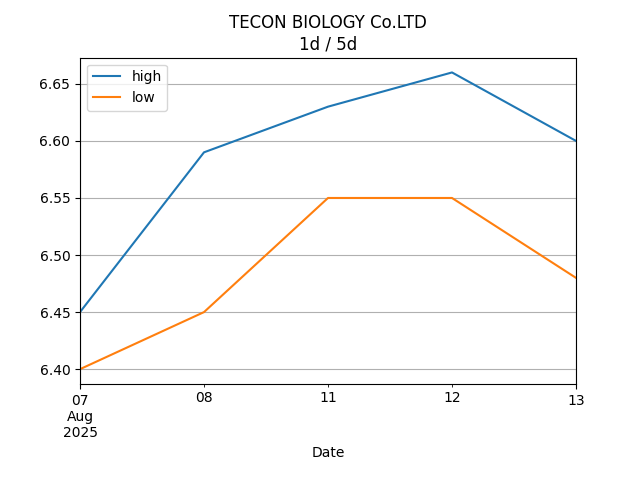 TECON BIOLOGY Co.LTD
1d / 5d
high
low
6.65
6.60
6.55
6.50
6.45
6.40
07 08 11 12 13
Aug
2025
Date